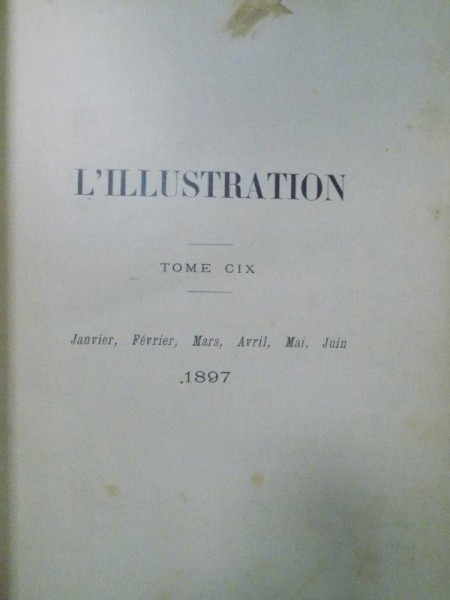 L'ILLUSTRATION
TOME CIX
Janvier, Février, Mars, Avril, Mai, Juin
1897